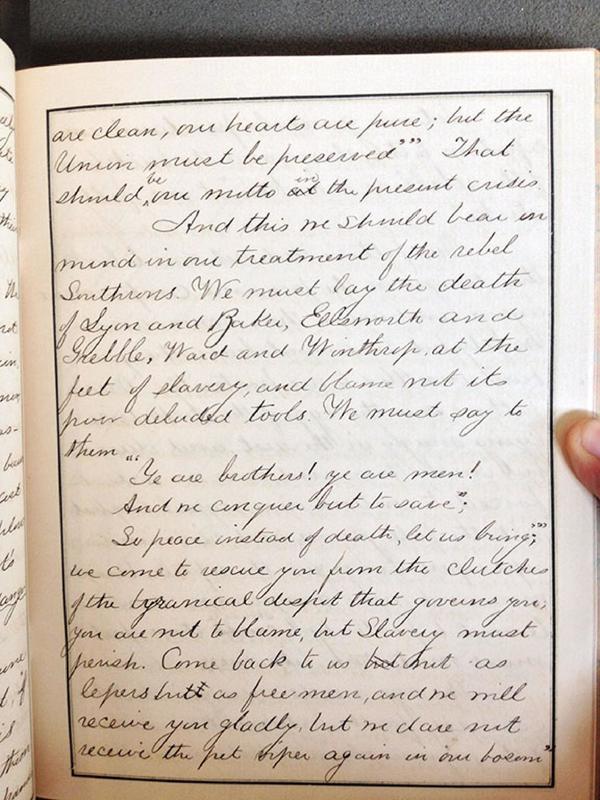 are clean, our hearts are pure; but the
Union must be preserved""" That
should be our motto in the present crisis.
And this we should bear in
mind in our treatment of the rebel
Southrons. We must lay the death
of Lyon and Baker, Ellsworth and
Grebble, Ward and Winthrop, at the
feet of slavery, and blame not its
poor deluded tools. We must say to
them "'
Ye are brothers! ye are men!
And we conquer but to save";
So peace instead of death, let us bring;"""
we come to rescue you from the clutches
of the tyranical despot that governs you;
you are not to blame, but Slavery must
perish. Come back to us but not as
lepers but as free men, and we will
receive you gladly, but we dare not
receive the pet viper again in our bosom"